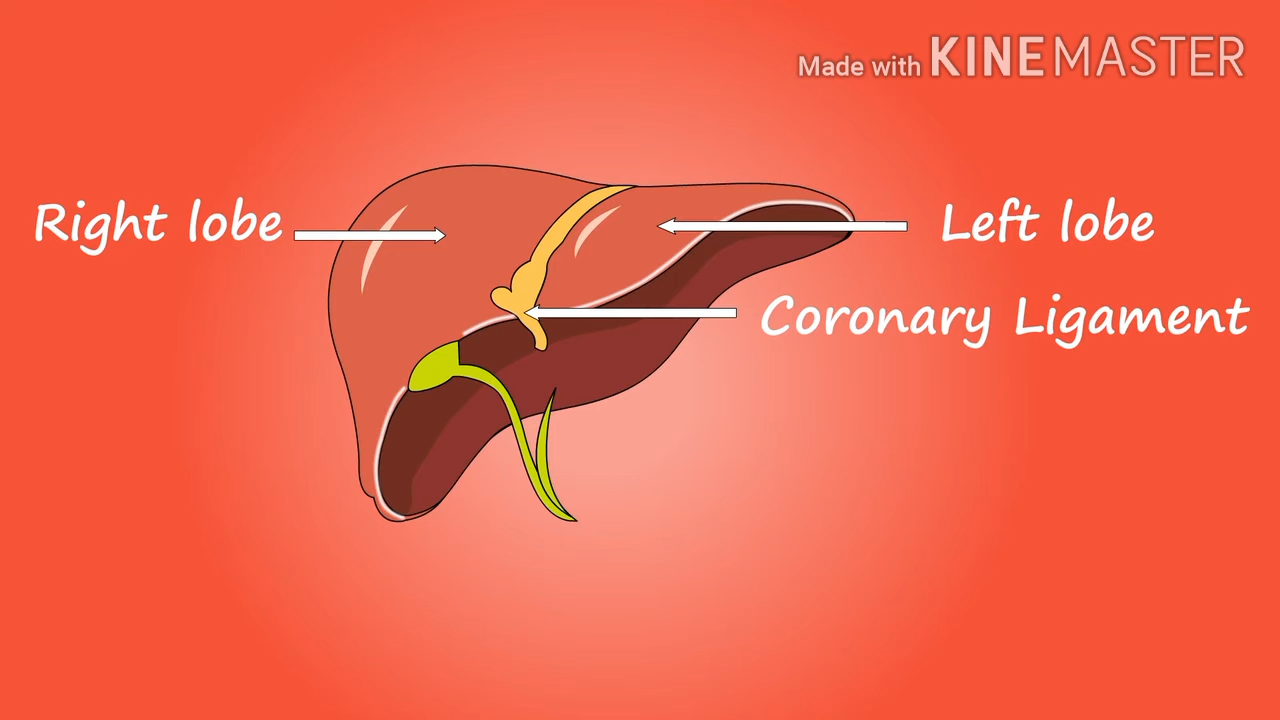 Made with KINEMASTER
Right lobe
Left lobe
Coronary Ligament